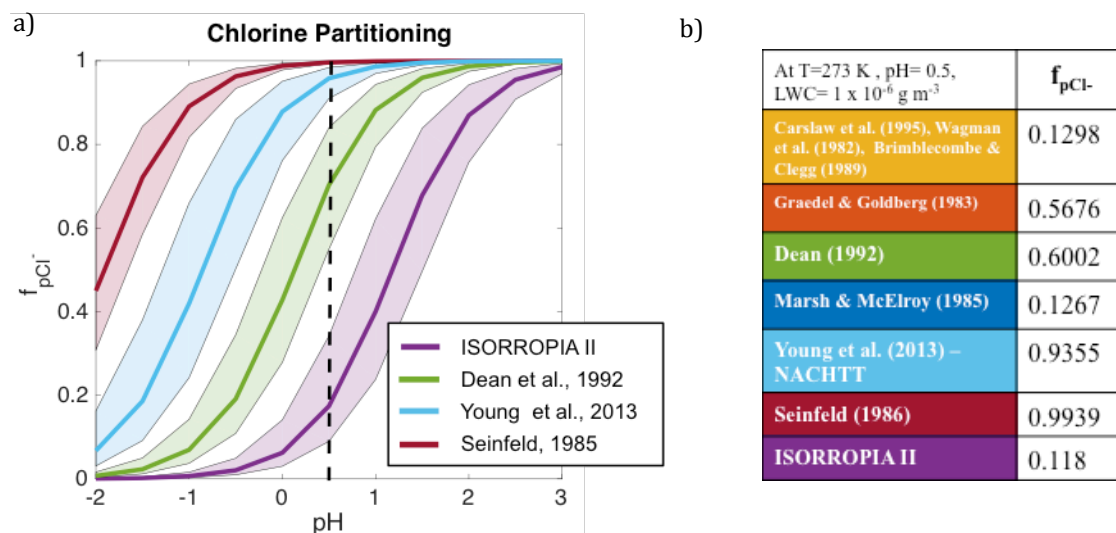 a)
Chlorine Partitioning
1
0.8
0.6
0.4
0.2
0
f_pCl^-
-2
-1
0
1
2
3
pH
ISORROPIA II
Dean et al., 1992
Young et al., 2013
Seinfeld, 1985
b)
At T=273 K , pH= 0.5,
LWC= 1 x 10^-6 g m^-3
f_pCl-
Carslaw et al. (1995), Wagman
et al. (1982), Brimblecombe &
Clegg (1989)
0.1298
Graedel & Goldberg (1983)
0.5676
Dean (1992)
0.6002
Marsh & McElroy (1985)
0.1267
Young et al. (2013) –
NACHTT
0.9355
Seinfeld (1986)
0.9939
ISORROPIA II
0.118